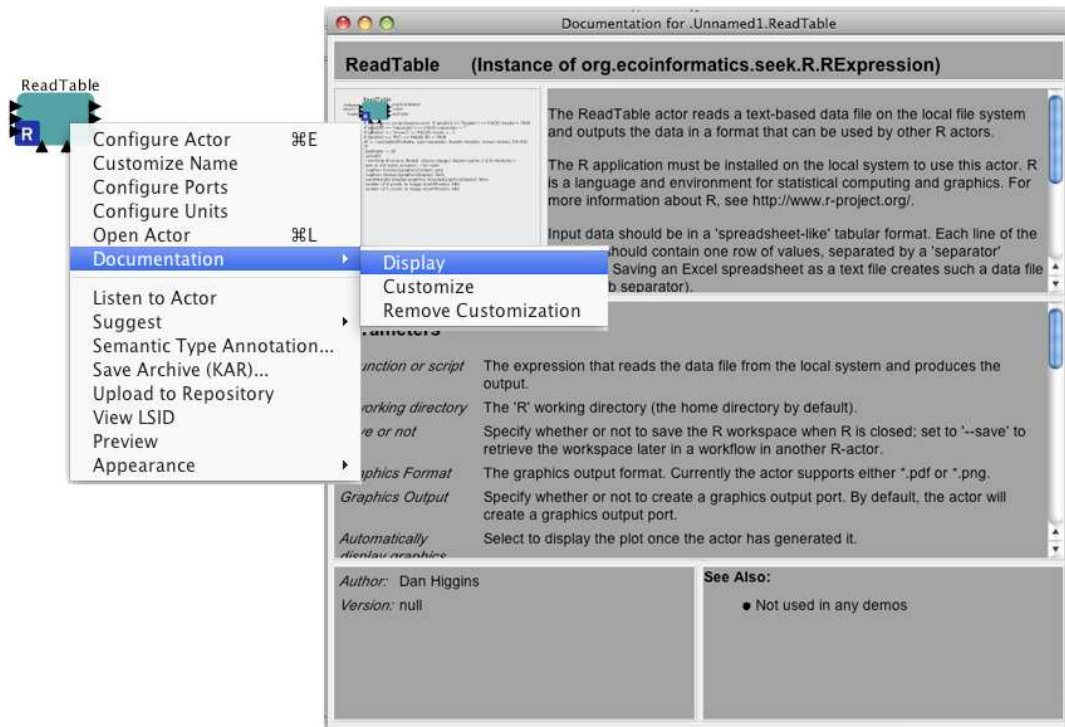 Documentation for .Unnamed1.ReadTable
ReadTable (Instance of org.ecoinformatics.seek.R.RExpression)
ReadTable
R
Configure Actor ⌘E
Customize Name
Configure Ports
Configure Units
Open Actor ⌘L
Documentation
Listen to Actor
Suggest
Semantic Type Annotation...
Save Archive (KAR)...
Upload to Repository
View LSID
Preview
Appearance
Display
Customize
Remove Customization
The ReadTable actor reads a text-based data file on the local file system
and outputs the data in a format that can be used by other R actors.
The R application must be installed on the local system to use this actor. R
is a language and environment for statistical computing and graphics. For
more information about R, see http://www.r-project.org/.
Input data should be in a 'spreadsheet-like' tabular format. Each line of the
should contain one row of values, separated by a 'separator'
Saving an Excel spreadsheet as a text file creates such a data file
separator).
function or script The expression that reads the data file from the local system and produces the
output.
working directory The 'R' working directory (the home directory by default).
or not Specify whether or not to save the R workspace when R is closed; set to '--save' to
retrieve the workspace later in a workflow in another R-actor.
Format The graphics output format. Currently the actor supports either *.pdf or *.png.
Graphics Output Specify whether or not to create a graphics output port. By default, the actor will
create a graphics output port.
Automatically Select to display the plot once the actor has generated it.
display graphics
Author: Dan Higgins
Version: null
See Also:
● Not used in any demos